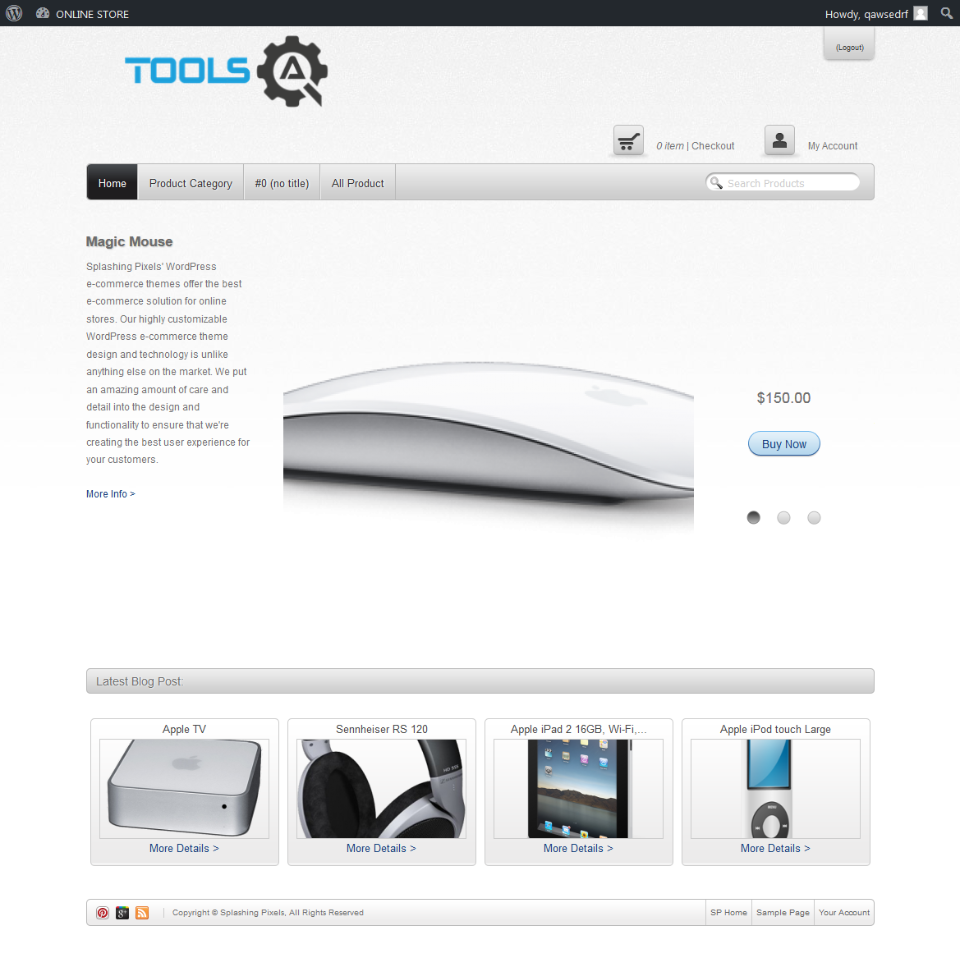 ONLINE STORE
Howdy, qawsedrf
(Logout)
TOOLS
0 item | Checkout
My Account
Home
Product Category
#0 (no title)
All Product
Search Products
Magic Mouse
Splashing Pixels' WordPress
e-commerce themes offer the best
e-commerce solution for online
stores. Our highly customizable
WordPress e-commerce theme
design and technology is unlike
anything else on the market. We put
an amazing amount of care and
detail into the design and
functionality to ensure that we're
creating the best user experience for
your customers.
More Info >
$150.00
Buy Now
Latest Blog Post:
Apple TV
Sennheiser RS 120
Apple iPad 2 16GB, Wi-Fi,...
Apple iPod touch Large
More Details >
More Details >
More Details >
More Details >
Copyright © Splashing Pixels, All Rights Reserved
SP Home
Sample Page
Your Account